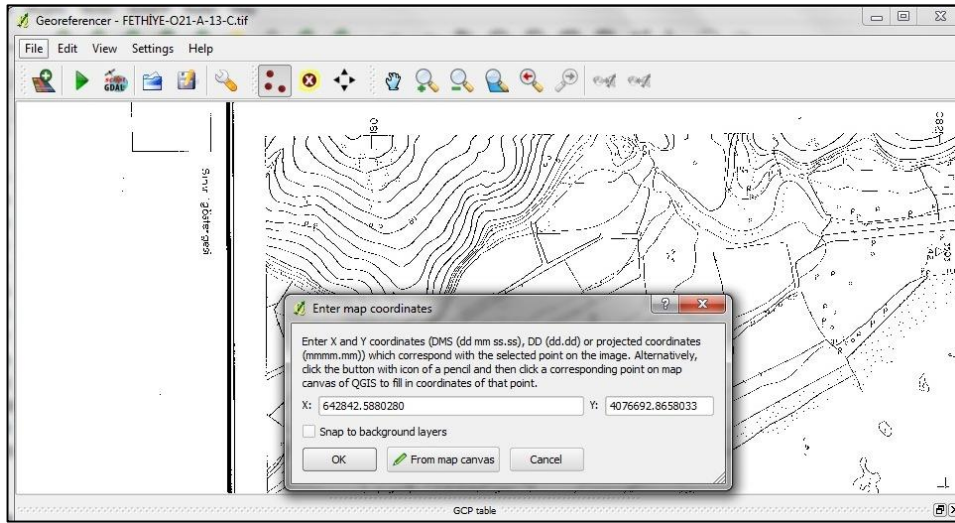 Georeferencer - FETHİYE-O21-A-13-C.tif
File Edit View Settings Help
Sınır göstergesi
Enter map coordinates
Enter X and Y coordinates (DMS (dd mm ss.ss), DD (dd.dd) or projected coordinates
(mmmm.mm)) which correspond with the selected point on the image. Alternatively,
click the button with icon of a pencil and then click a corresponding point on map
canvas of QGIS to fill in coordinates of that point.
X: 642842.5880280 Y: 4076692.8658033
Snap to background layers
OK From map canvas Cancel
GCP table